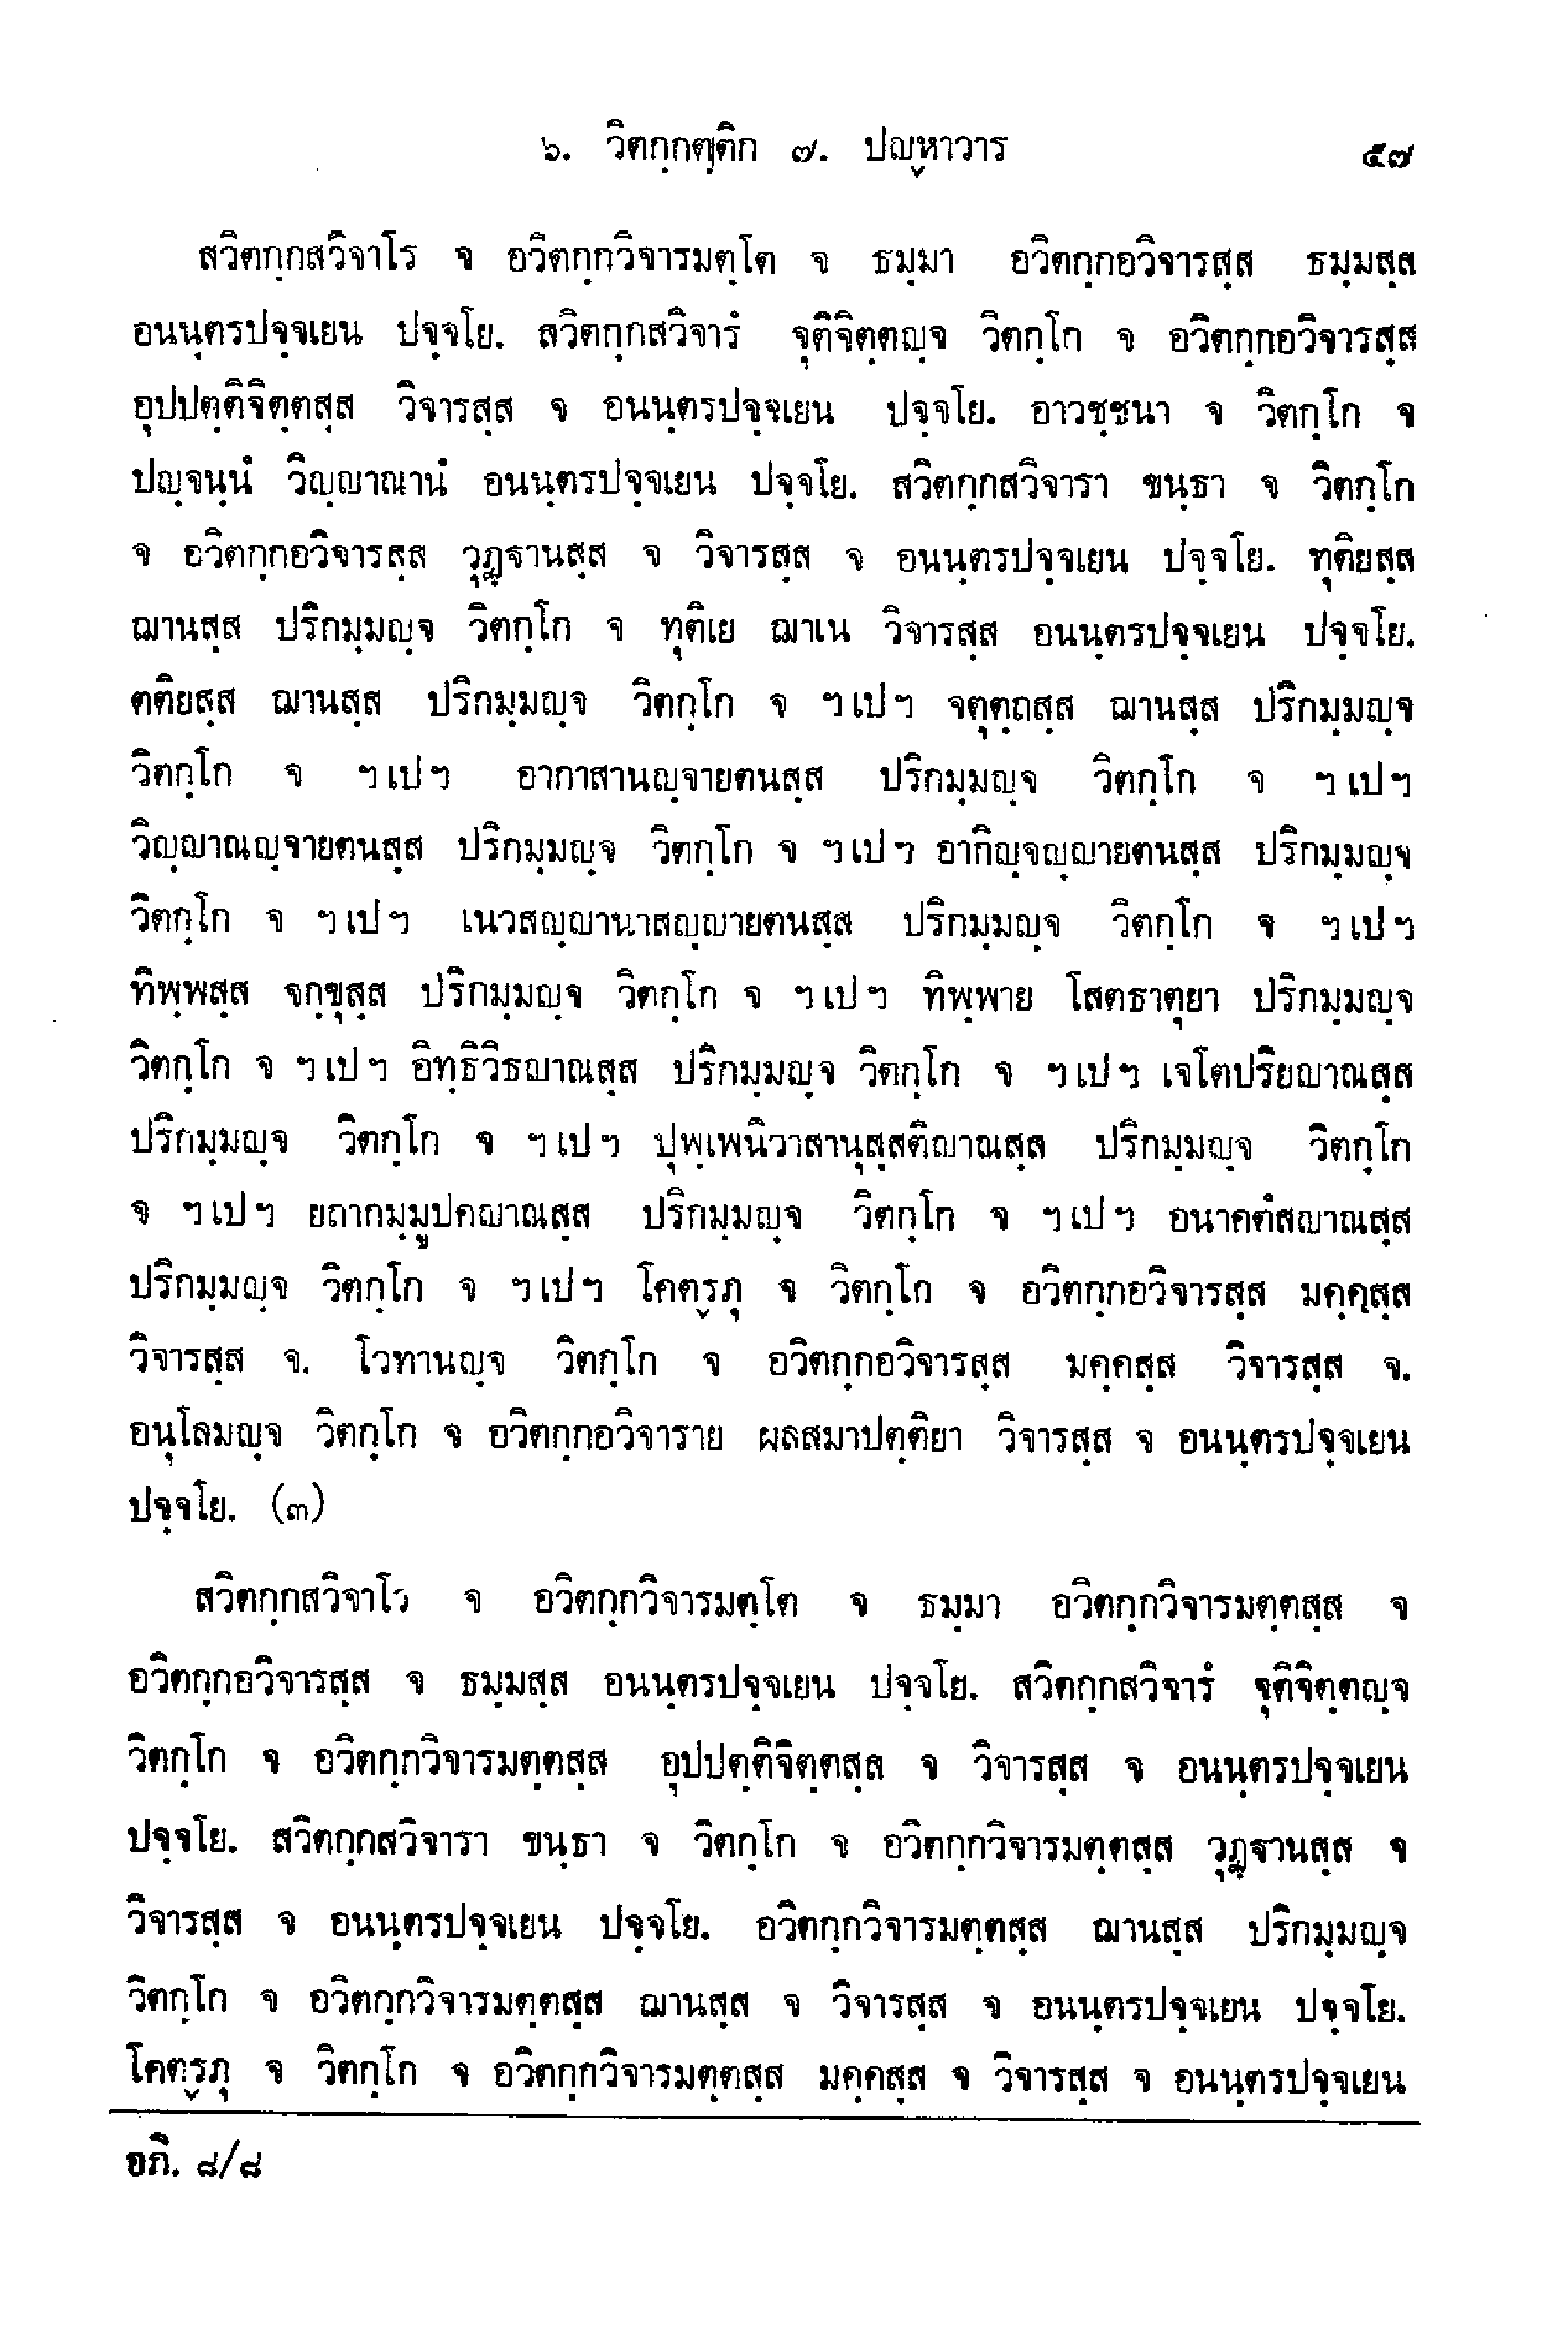 ๖. วิตกฺกตฺติก ๗. ปญฺหาวาร ๕๗
สวิตกฺกสวิจาโร จ อวิตกฺกวิจารมตฺโต จ ธมฺมา อวิตกฺกอวิจารสฺส ธมฺมสฺส
อนนฺตรปจฺจเยน ปจฺจโย. สวิตกฺกสวิจารํ จุติจิตฺตญฺจ วิตกฺโก จ อวิตกฺกอวิจารสฺส
อุปปตฺติจิตฺตสฺส วิจารสฺส จ อนนฺตรปจฺจเยน ปจฺจโย. อาวชฺชนา จ วิตกฺโก จ
ปญฺจนฺนํ วิญฺญาณานํ อนนฺตรปจฺจเยน ปจฺจโย. สวิตกฺกสวิจารา ขนฺธา จ วิตกฺโก
จ อวิตกฺกอวิจารสฺส วุฏฺฐานสฺส จ วิจารสฺส จ อนนฺตรปจฺจเยน ปจฺจโย. ทุติยสฺส
ฌานสฺส ปริกมฺมญฺจ วิตกฺโก จ ทุติเย ฌาเน วิจารสฺส อนนฺตรปจฺจเยน ปจฺจโย.
ตติยสฺส ฌานสฺส ปริกมฺมญฺจ วิตกฺโก จ ฯเปฯ จตุตฺถสฺส ฌานสฺส ปริกมฺมญฺจ
วิตกฺโก จ ฯเปฯ อากาสานญฺจายตนสฺส ปริกมฺมญฺจ วิตกฺโก จ ฯเปฯ
วิญฺญาณญฺจายตนสฺส ปริกมฺมญฺจ วิตกฺโก จ ฯเปฯ อากิญฺจญฺญายตนสฺส ปริกมฺมญฺจ
วิตกฺโก จ ฯเปฯ เนวสญฺญานาสญฺญายตนสฺส ปริกมฺมญฺจ วิตกฺโก จ ฯเปฯ
ทิพฺพสฺส จกฺขุสฺส ปริกมฺมญฺจ วิตกฺโก จ ฯเปฯ ทิพฺพาย โสตธาตุยา ปริกมฺมญฺจ
วิตกฺโก จ ฯเปฯ อิทฺธิวิธญาณสฺส ปริกมฺมญฺจ วิตกฺโก จ ฯเปฯ เจโตปริยญาณสฺส
ปริกมฺมญฺจ วิตกฺโก จ ฯเปฯ ปุพฺเพนิวาสานุสฺสติญาณสฺส ปริกมฺมญฺจ วิตกฺโก
จ ฯเปฯ ยถากมฺมูปคญาณสฺส ปริกมฺมญฺจ วิตกฺโก จ ฯเปฯ อนาคตํสญาณสฺส
ปริกมฺมญฺจ วิตกฺโก จ ฯเปฯ โคตฺรภุ จ วิตกฺโก จ อวิตกฺกอวิจารสฺส มคฺคสฺส
วิจารสฺส จ. โวทานญฺจ วิตกฺโก จ อวิตกฺกอวิจารสฺส มคฺคสฺส วิจารสฺส จ.
อนุโลมญฺจ วิตกฺโก จ อวิตกฺกอวิจาราย ผลสมาปตฺติยา วิจารสฺส จ อนนฺตรปจฺจเยน
ปจฺจโย. (๓)
สวิตกฺกสวิจาโร จ อวิตกฺกวิจารมตฺโต จ ธมฺมา อวิตกฺกวิจารมตฺตสฺส จ
อวิตกฺกอวิจารสฺส จ ธมฺมสฺส อนนฺตรปจฺจเยน ปจฺจโย. สวิตกฺกสวิจารํ จุติจิตฺตญฺจ
วิตกฺโก จ อวิตกฺกวิจารมตฺตสฺส อุปปตฺติจิตฺตสฺส จ วิจารสฺส จ อนนฺตรปจฺจเยน
ปจฺจโย. สวิตกฺกสวิจารา ขนฺธา จ วิตกฺโก จ อวิตกฺกวิจารมตฺตสฺส วุฏฺฐานสฺส จ
วิจารสฺส จ อนนฺตรปจฺจเยน ปจฺจโย. อวิตกฺกวิจารมตฺตสฺส ฌานสฺส ปริกมฺมญฺจ
วิตกฺโก จ อวิตกฺกวิจารมตฺตสฺส ฌานสฺส จ วิจารสฺส จ อนนฺตรปจฺจเยน ปจฺจโย.
โคตฺรภุ จ วิตกฺโก จ อวิตกฺกวิจารมตฺตสฺส มคฺคสฺส จ วิจารสฺส จ อนนฺตรปจฺจเยน
อภิ. ๘/๘